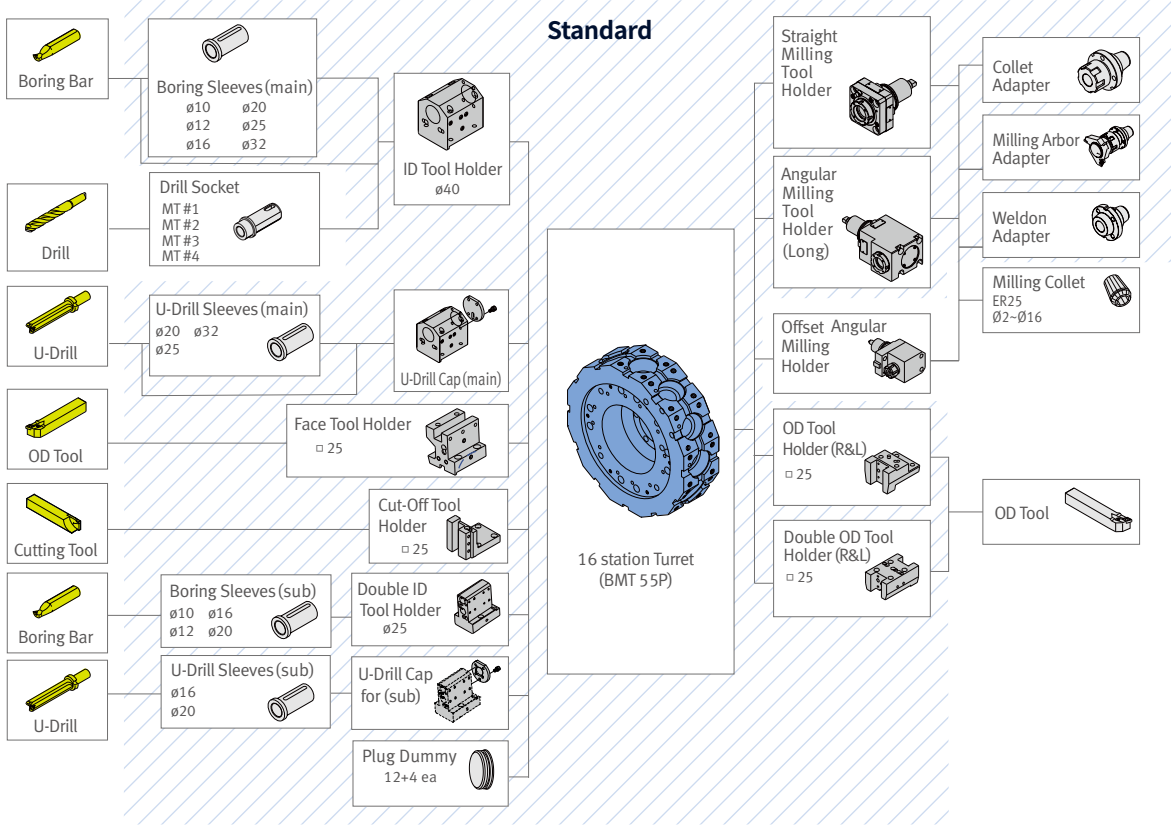 Standard
Boring Bar
Boring Sleeves (main)
ø10 ø20
ø12 ø25
ø16 ø32
ID Tool Holder
ø40
Drill
Drill Socket
MT #1
MT #2
MT #3
MT #4
U-Drill
U-Drill Sleeves (main)
ø20 ø32
ø25
U-Drill Cap (main)
OD Tool
Face Tool Holder
□ 25
Cutting Tool
Cut-Off Tool
Holder
□ 25
Boring Bar
Boring Sleeves (sub)
ø10 ø16
ø12 ø20
Double ID
Tool Holder
ø25
U-Drill
U-Drill Sleeves (sub)
ø16
ø20
U-Drill Cap
for (sub)
Plug Dummy
12+4 ea
16 station Turret
(BMT 55P)
Straight
Milling
Tool
Holder
Angular
Milling
Tool
Holder
(Long)
Offset Angular
Milling
Holder
OD Tool
Holder (R&L)
□ 25
Double OD Tool
Holder (R&L)
□ 25
Collet
Adapter
Milling Arbor
Adapter
Weldon
Adapter
Milling Collet
ER25
Ø2~Ø16
OD Tool